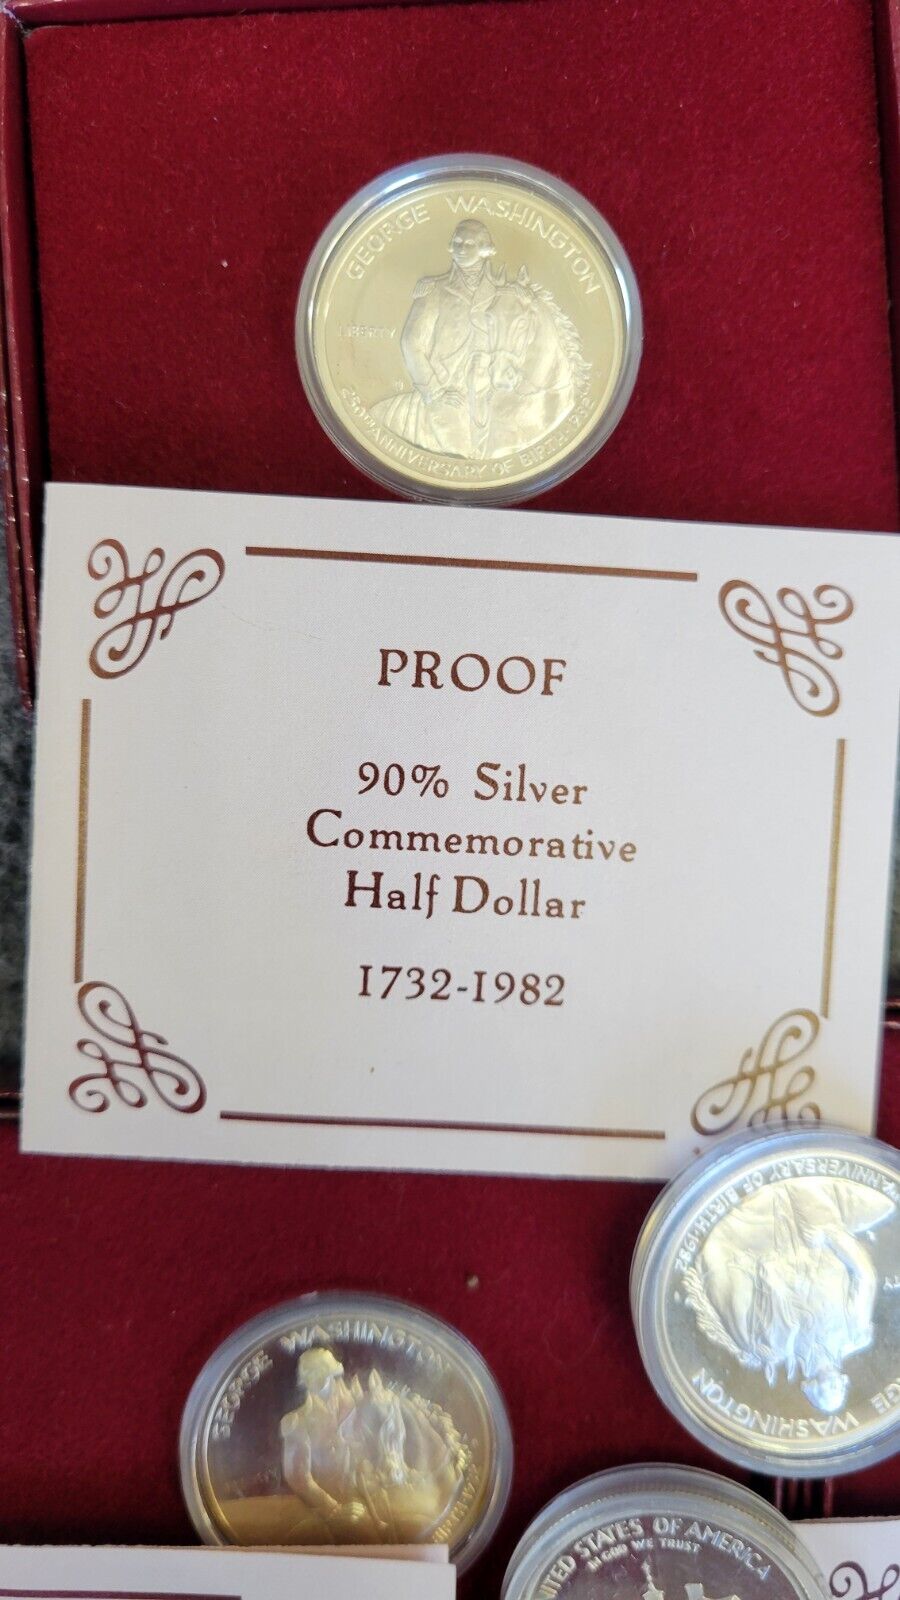 GEORGE WASHINGTON
LIBERTY
250TH ANNIVERSARY OF BIRTH·1982
PROOF
90% Silver
Commemorative
Half Dollar
1732-1982
ANNIVERSARY OF BIRTH·1982
WASHINGTON
GEORGE WASHINGTON
UNITED STATES OF AMERICA
IN GOD WE TRUST